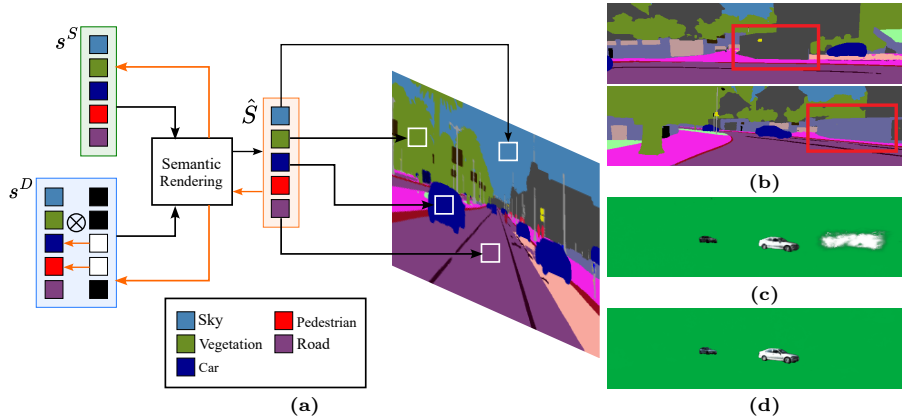 s^S
s^D
Ŝ
⊗
Semantic
Rendering
Sky
Pedestrian
Vegetation
Road
Car
(a)
(b)
(c)
(d)